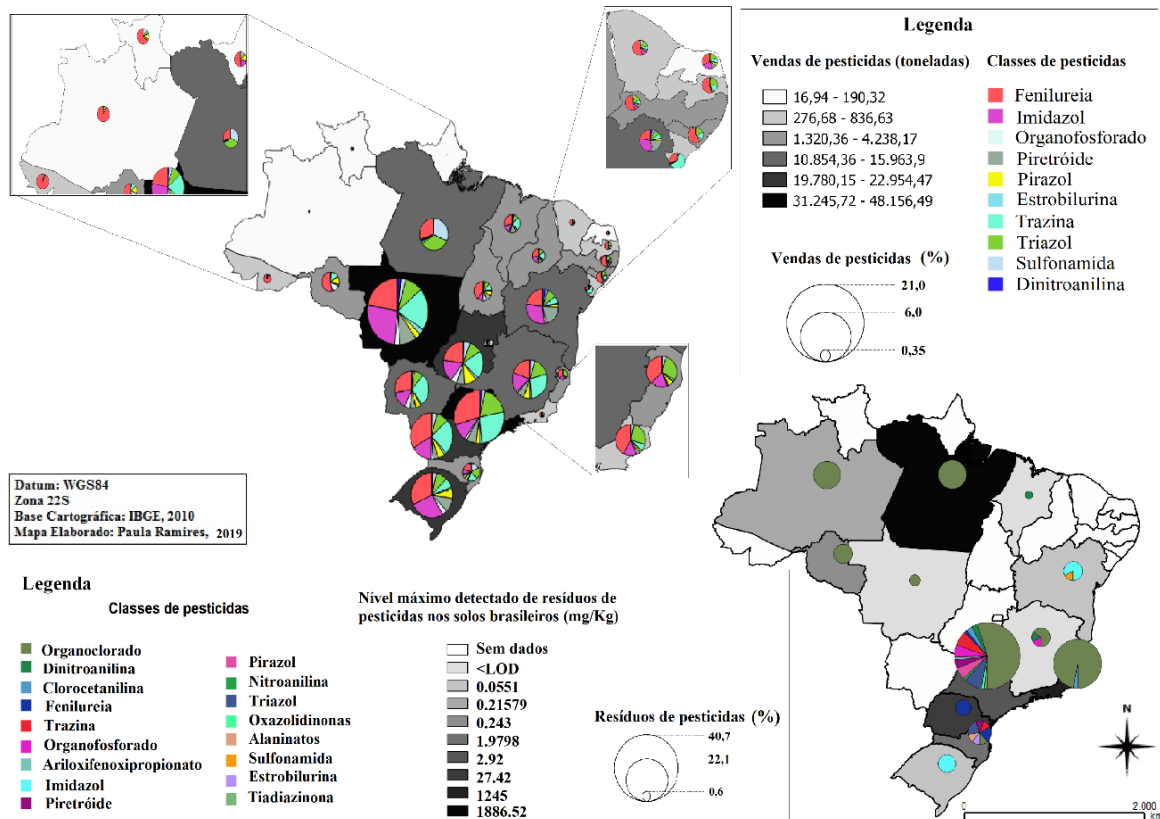 Legenda
Vendas de pesticidas (toneladas)
16,94 - 190,32
276,68 - 836,63
1.320,36 - 4.238,17
10.854,36 - 15.963,9
19.780,15 - 22.954,47
31.245,72 - 48.156,49
Classes de pesticidas
Fenilureia
Imidazol
Organofosforado
Piretróide
Pirazol
Estrobilurina
Trazina
Triazol
Sulfonamida
Dinitroanilina
Vendas de pesticidas (%)
21,0
6,0
0,35
Datum: WGS84
Zona 22S
Base Cartográfica: IBGE, 2010
Mapa Elaborado: Paula Ramires, 2019
Legenda
Classes de pesticidas
Organoclorado
Dinitroanilina
Clorocetanilina
Fenilureia
Trazina
Organofosforado
Ariloxifenoxipropionato
Imidazol
Piretróide
Pirazol
Nitroanilina
Triazol
Oxazolidinonas
Alaninatos
Sulfonamida
Estrobilurina
Tiadiazinona
Nível máximo detectado de resíduos de
pesticidas nos solos brasileiros (mg/Kg)
Sem dados
<LOD
0.0551
0.21579
0.243
1.9798
2.92
27.42
1245
1886.52
Resíduos de pesticidas (%)
40,7
22,1
0,6
N
0
2.000
km